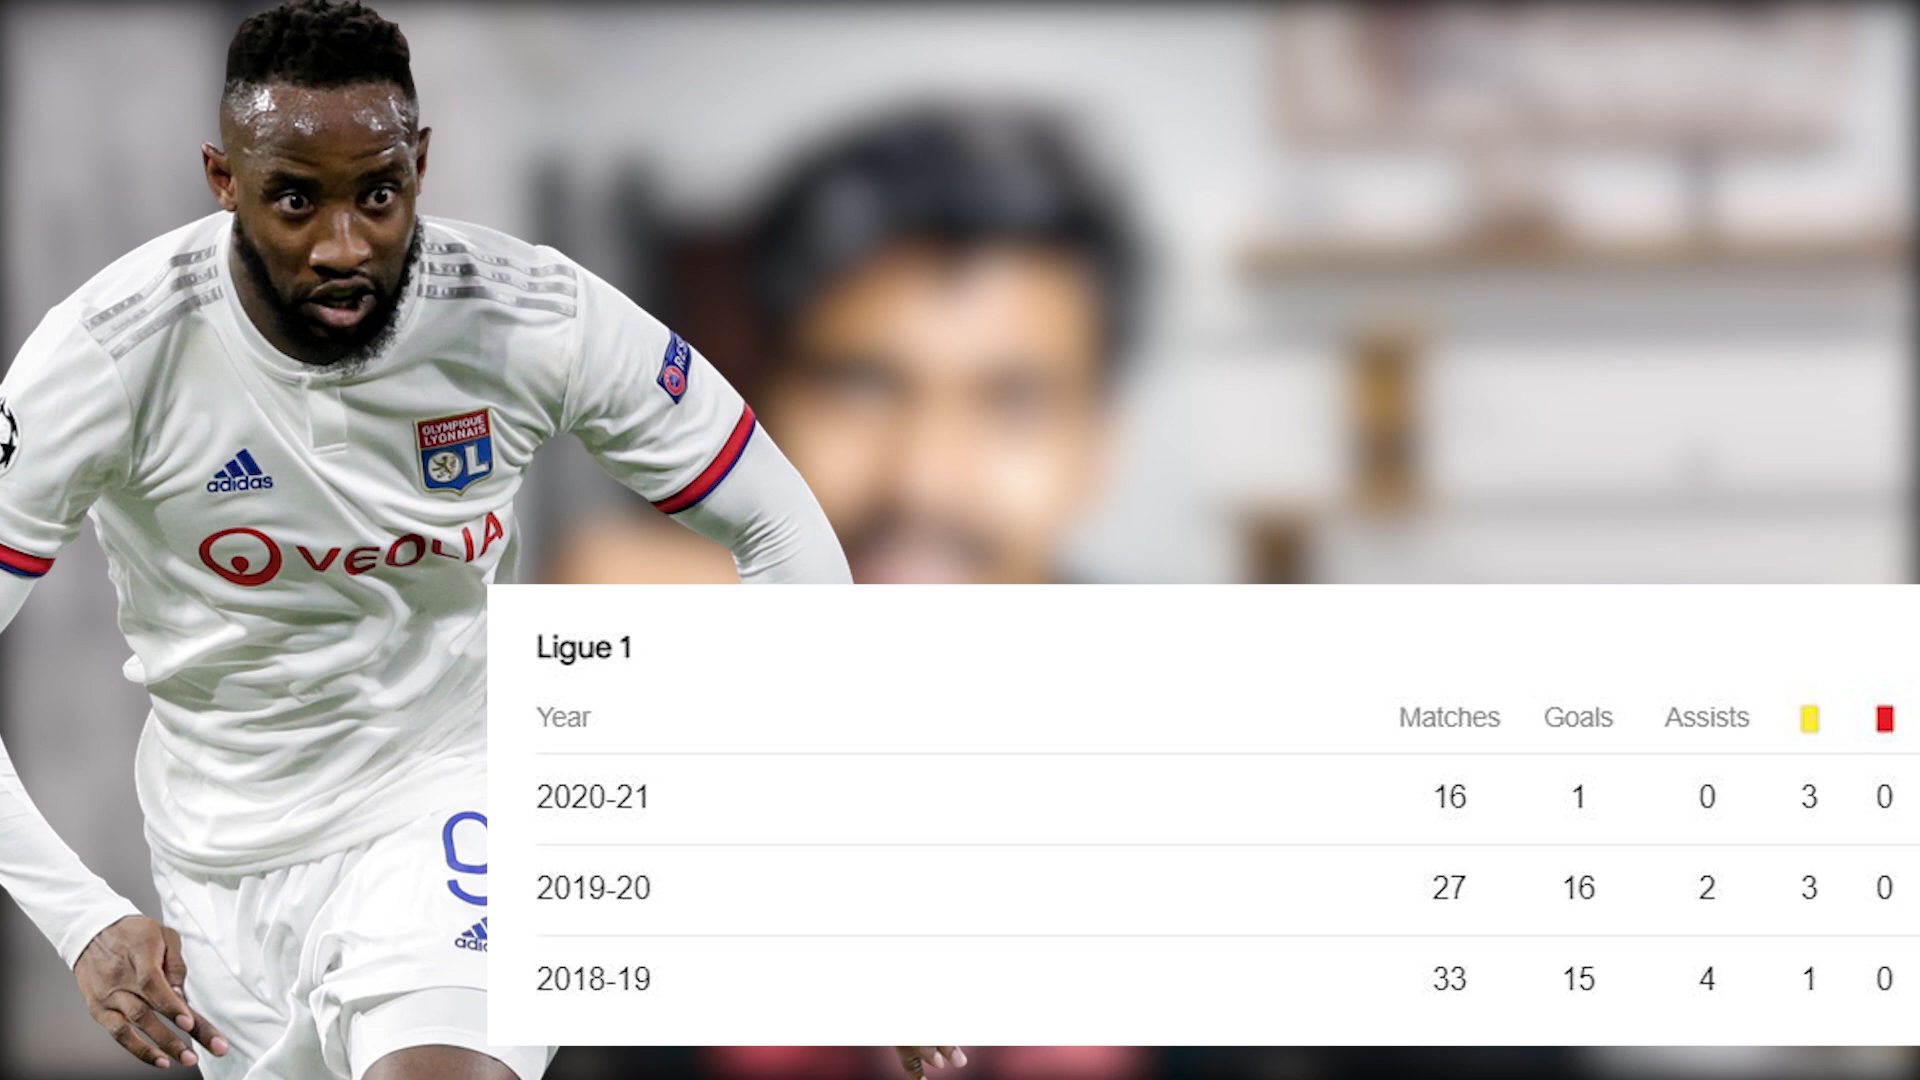 OLYMPIQUE
LYONNAIS
OL
adidas
VEOLIA
9
Ligue 1
Year Matches Goals Assists
2020-21 16 1 0 3 0
2019-20 27 16 2 3 0
2018-19 33 15 4 1 0